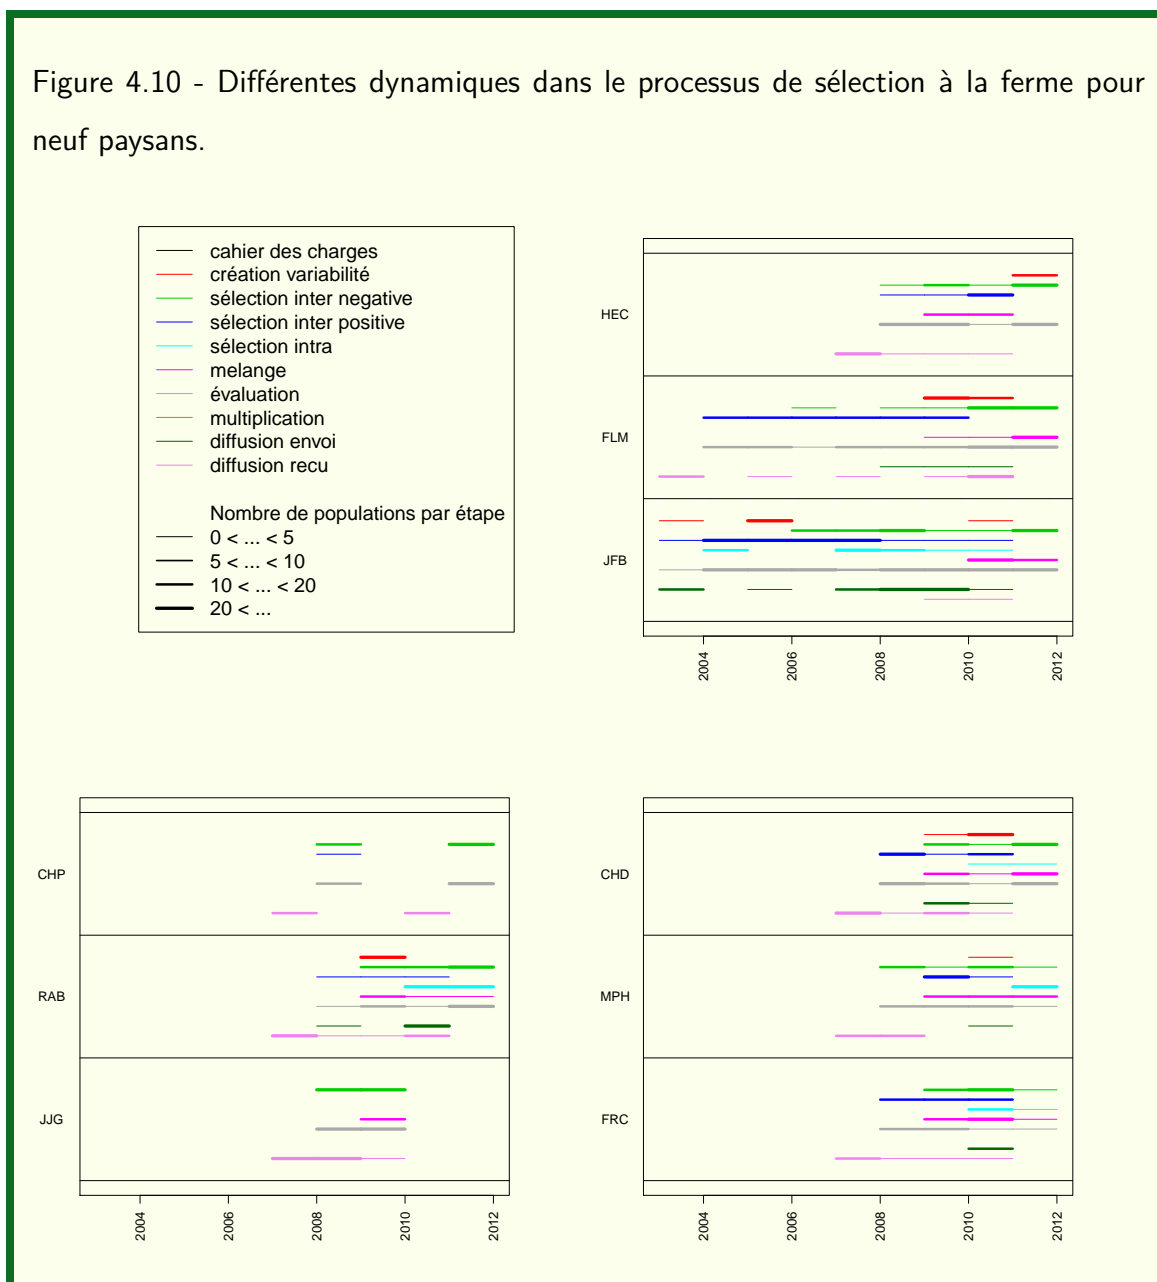 Figure 4.10 - Différentes dynamiques dans le processus de sélection à la ferme pour
neuf paysans.
cahier des charges
création variabilité
sélection inter negative
sélection inter positive
sélection intra
melange
évaluation
multiplication
diffusion envoi
diffusion recu
Nombre de populations par étape
0 < ... < 5
5 < ... < 10
10 < ... < 20
20 < ...
HEC
FLM
JFB
2004
2006
2008
2010
2012
CHP
RAB
JJG
2004
2006
2008
2010
2012
CHD
MPH
FRC
2004
2006
2008
2010
2012